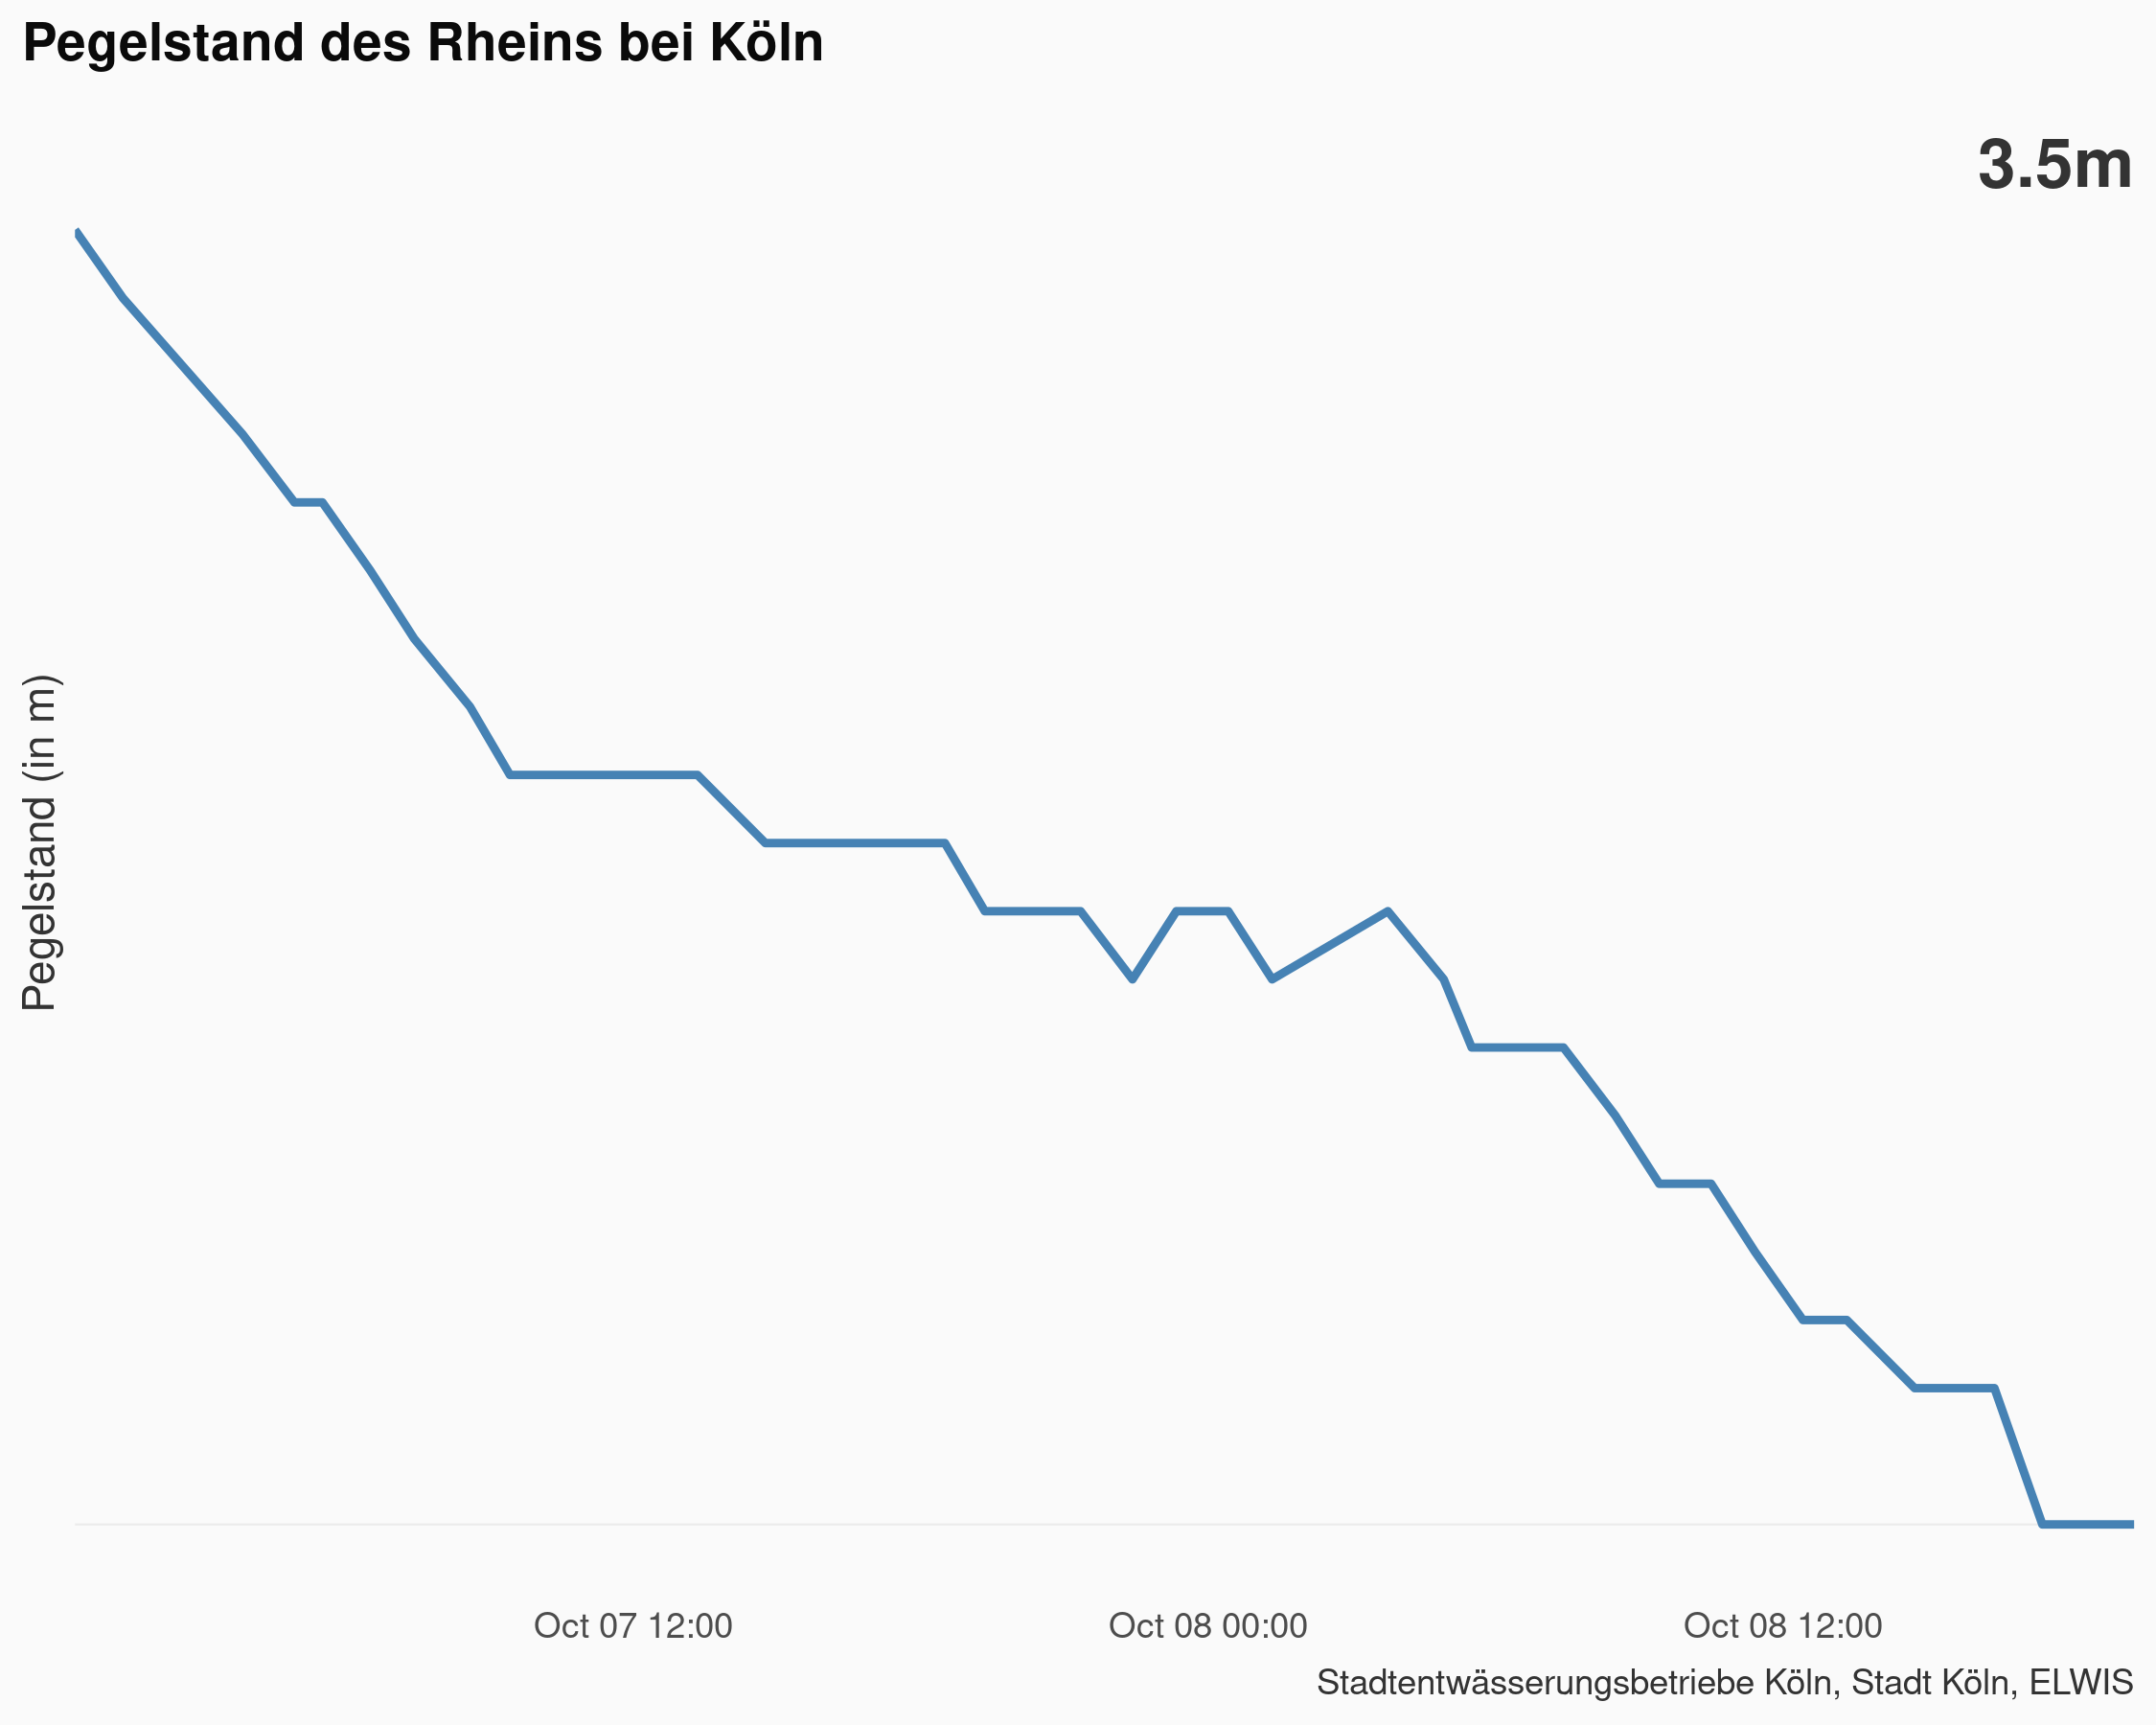 Pegelstand des Rheins bei Köln
3.5m
Pegelstand (in m)
Oct 07 12:00
Oct 08 00:00
Oct 08 12:00
Stadtentwässerungsbetriebe Köln, Stadt Köln, ELWIS